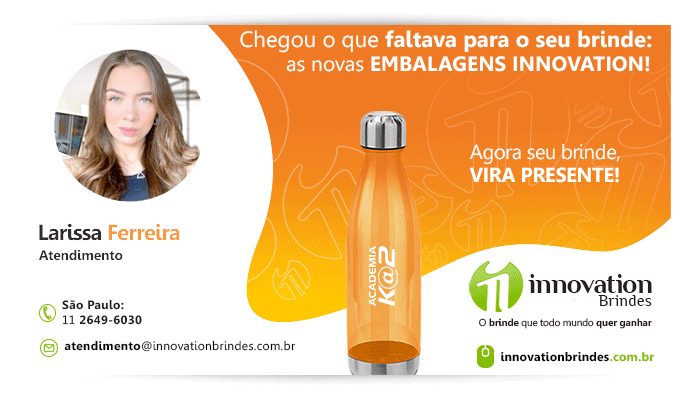 Chegou o que faltava para o seu brinde:
as novas EMBALAGENS INNOVATION!
Agora seu brinde,
VIRA PRESENTE!
Larissa Ferreira
Atendimento
São Paulo:
11 2649-6030
atendimento@innovationbrindes.com.br
ACADEMIA
K@2
innovation
Brindes
O brinde que todo mundo quer ganhar
innovationbrindes.com.br